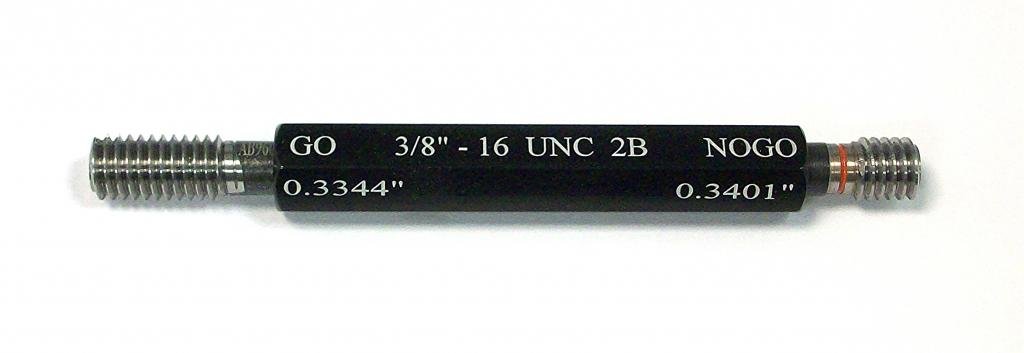 GO 3/8" - 16 UNC 2B NOGO
0.3344" 0.3401"